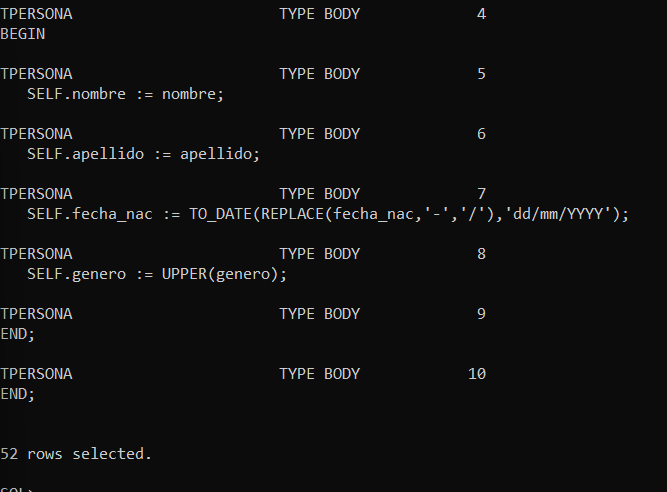 TPERSONA TYPE BODY 4
BEGIN
TPERSONA TYPE BODY 5
SELF.nombre := nombre;
TPERSONA TYPE BODY 6
SELF.apellido := apellido;
TPERSONA TYPE BODY 7
SELF.fecha_nac := TO_DATE(REPLACE(fecha_nac,'-','/'),'dd/mm/YYYY');
TPERSONA TYPE BODY 8
SELF.genero := UPPER(genero);
TPERSONA TYPE BODY 9
END;
TPERSONA TYPE BODY 10
END;
52 rows selected.
SQL>